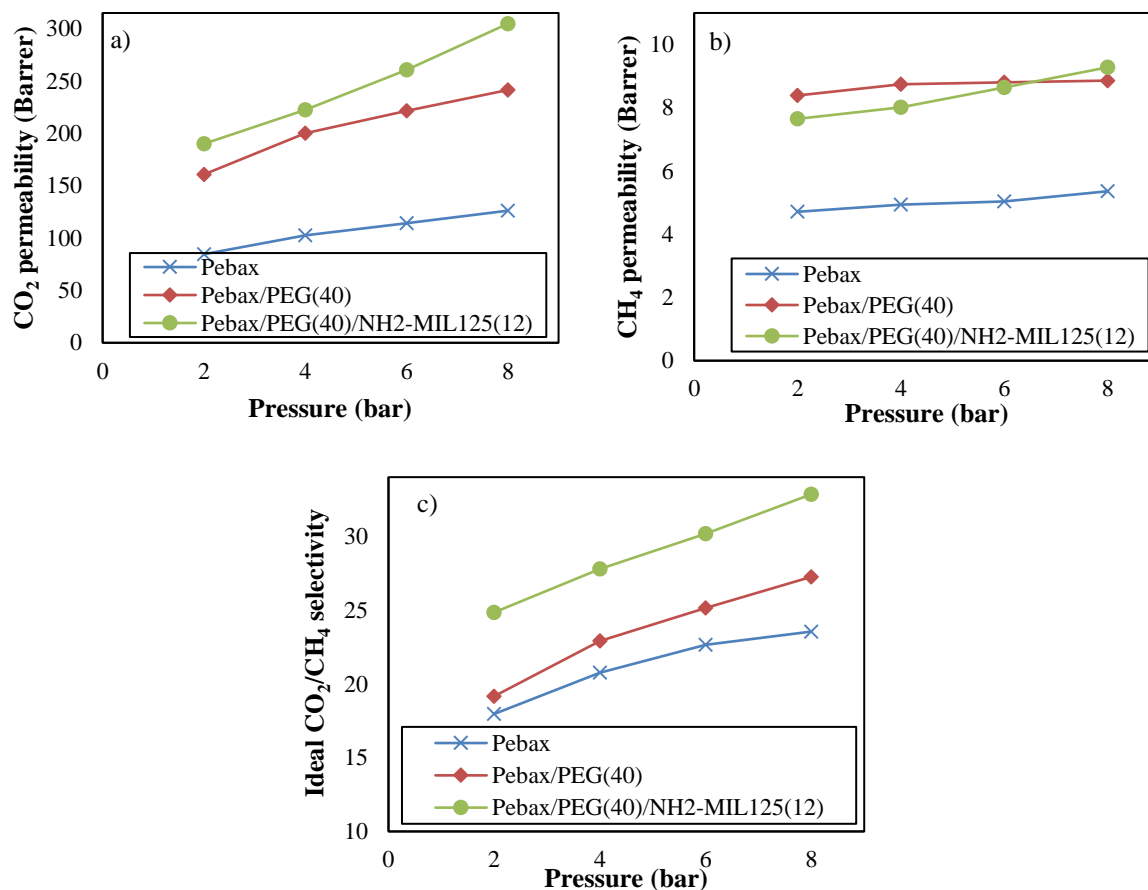 a)
CO₂ permeability (Barrer)
300
250
200
150
100
50
0
Pebax
Pebax/PEG(40)
Pebax/PEG(40)/NH2-MIL125(12)
0 2 4 6 8
Pressure (bar)
b)
CH₄ permeability (Barrer)
10
8
6
4
2
0
Pebax
Pebax/PEG(40)
Pebax/PEG(40)/NH2-MIL125(12)
0 2 4 6 8
Pressure (bar)
c)
Ideal CO₂/CH₄ selectivity
30
25
20
15
10
Pebax
Pebax/PEG(40)
Pebax/PEG(40)/NH2-MIL125(12)
0 2 4 6 8
Pressure (bar)